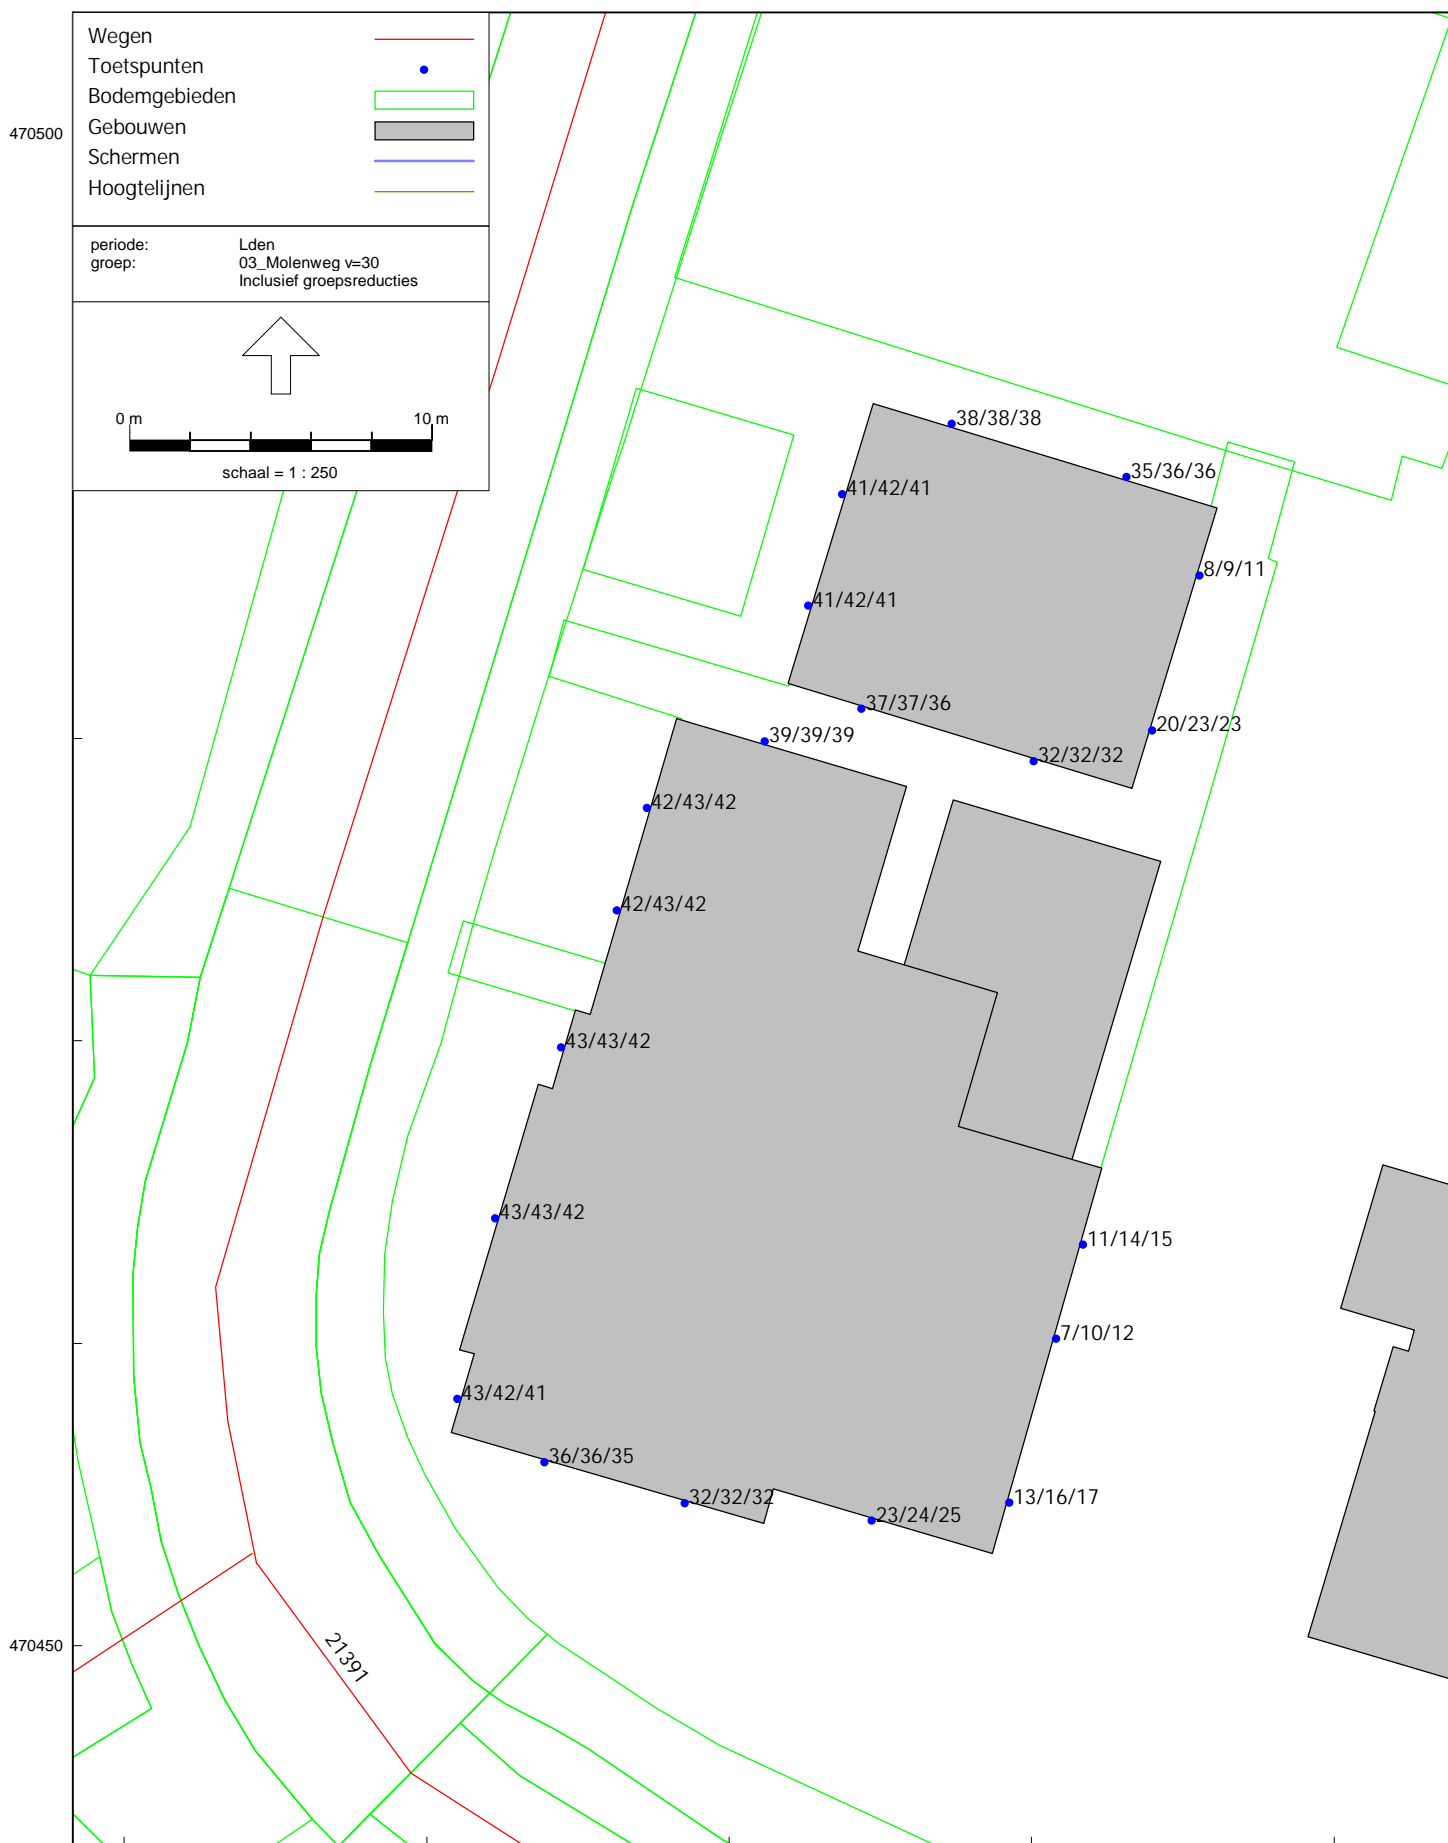 Wegen
Toetspunten
Bodemgebieden
Gebouwen
Schermen
Hoogtelijnen
periode: Lden
groep: 03_Molenweg v=30
Inclusief groepsreducties
0 m 10 m
schaal = 1 : 250
470500
38/38/38
35/36/36
41/42/41
8/9/11
41/42/41
37/37/36
20/23/23
39/39/39
32/32/32
42/43/42
42/43/42
43/43/42
43/43/42
11/14/15
7/10/12
43/42/41
36/36/35
32/32/32
13/16/17
23/24/25
470450
21391